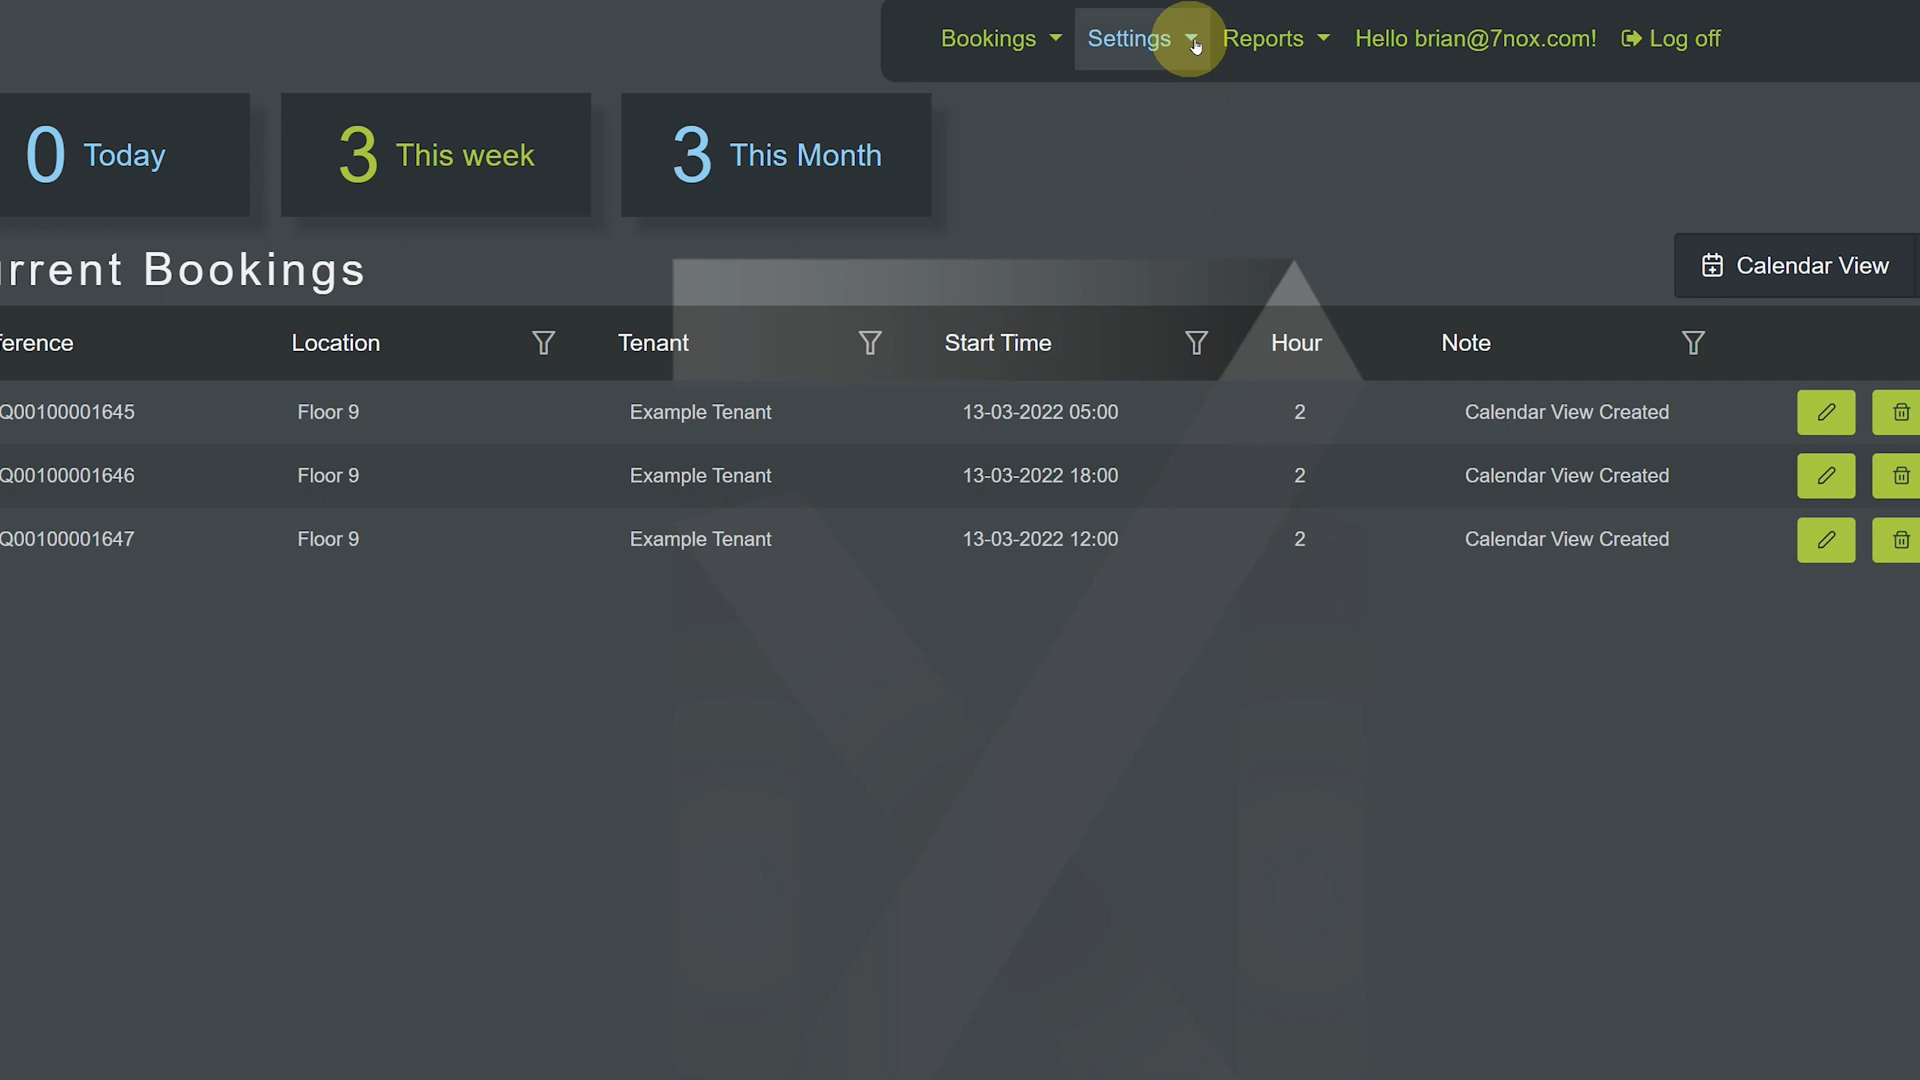 Bookings Settings Reports Hello brian@7nox.com! Log off
0 Today 3 This week 3 This Month
rrent Bookings Calendar View
ference Location Tenant Start Time Hour Note
Q00100001645 Floor 9 Example Tenant 13-03-2022 05:00 2 Calendar View Created
Q00100001646 Floor 9 Example Tenant 13-03-2022 18:00 2 Calendar View Created
Q00100001647 Floor 9 Example Tenant 13-03-2022 12:00 2 Calendar View Created